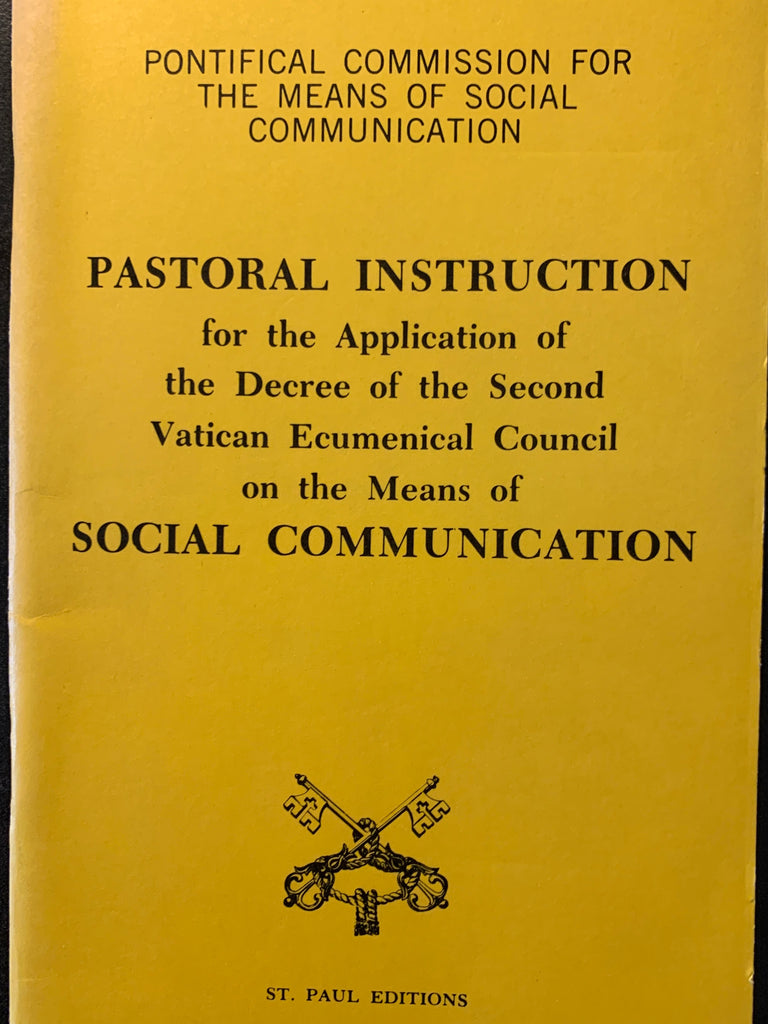 PONTIFICAL COMMISSION FOR
THE MEANS OF SOCIAL
COMMUNICATION
PASTORAL INSTRUCTION
for the Application of
the Decree of the Second
Vatican Ecumenical Council
on the Means of
SOCIAL COMMUNICATION
ST. PAUL EDITIONS